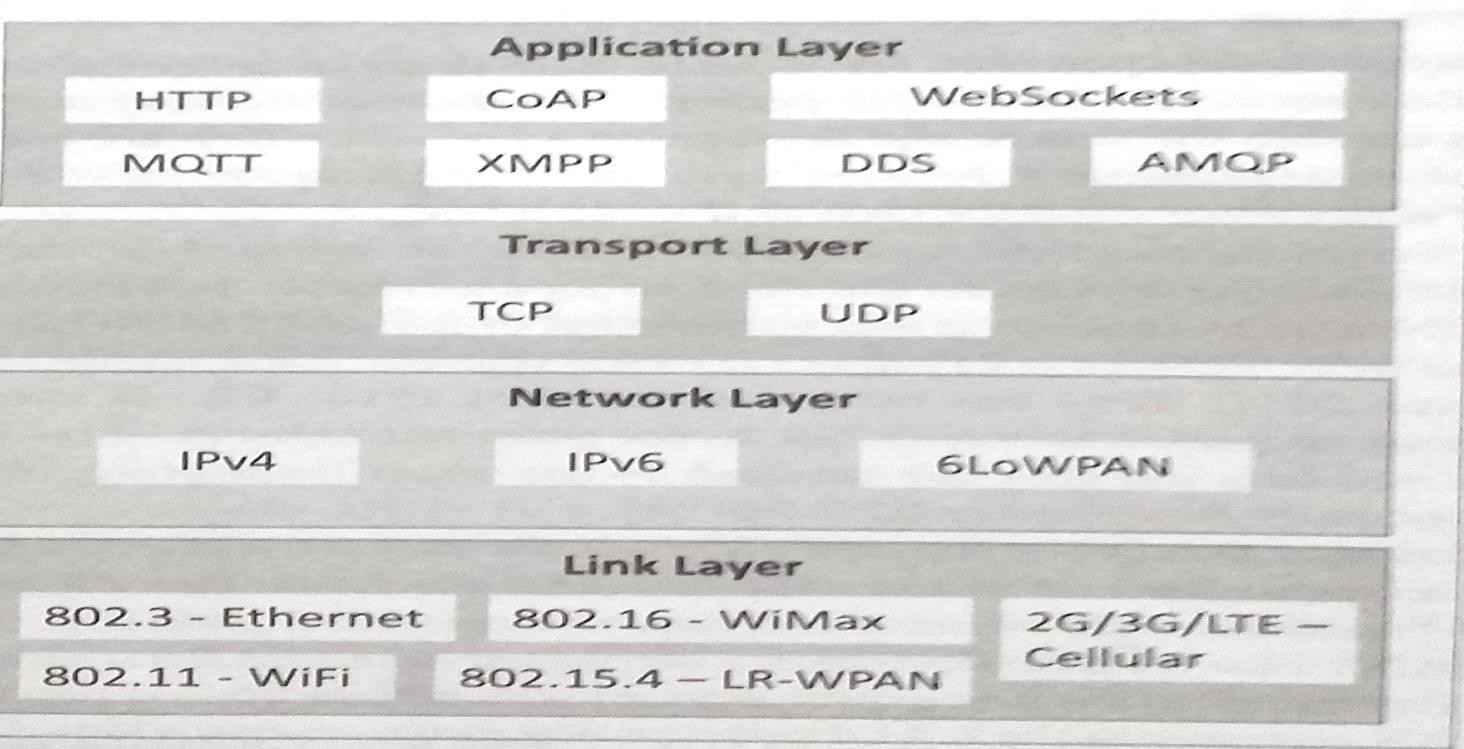 Application Layer
HTTP CoAP WebSockets
MQTT XMPP DDS AMQP
Transport Layer
TCP UDP
Network Layer
IPv4 IPv6 6LoWPAN
Link Layer
802.3 - Ethernet 802.16 - WiMax 2G/3G/LTE –
Cellular
802.11 - WiFi 802.15.4 – LR-WPAN